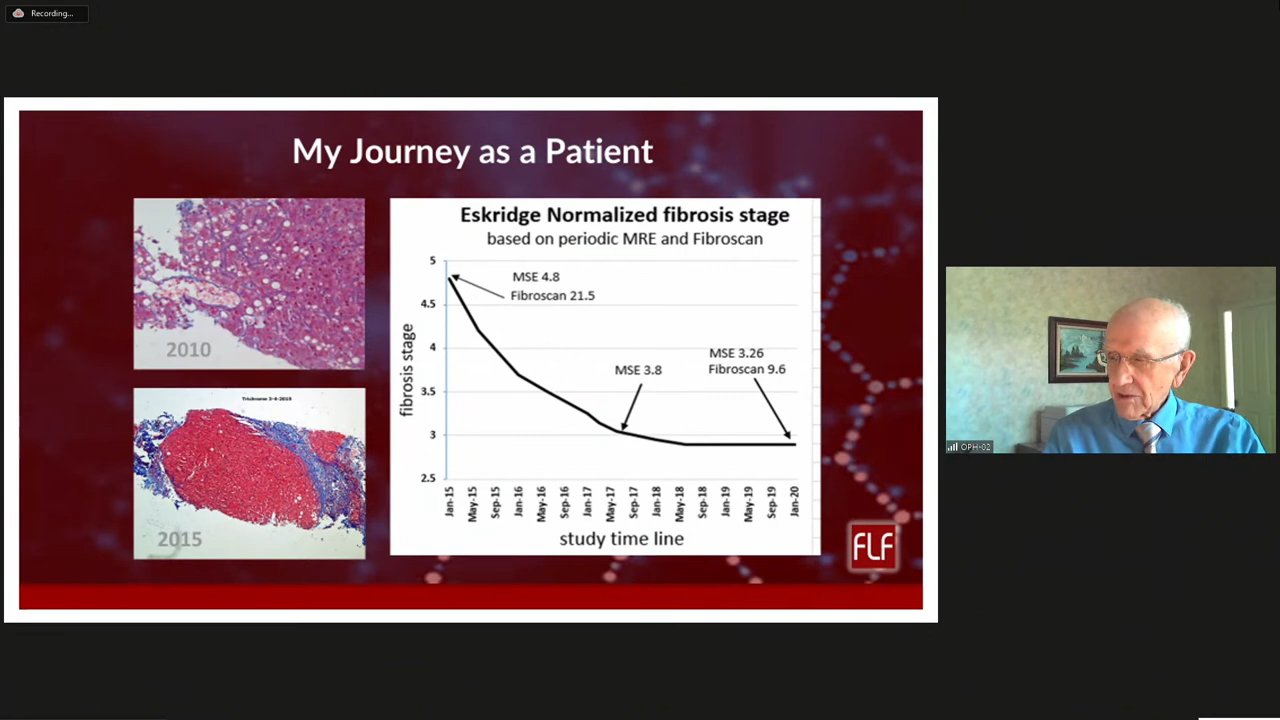 Recording...
My Journey as a Patient
2010
Trichrome 3-4-2015
2015
Eskridge Normalized fibrosis stage
based on periodic MRE and Fibroscan
5
4.5
4
3.5
3
2.5
fibrosis stage
MSE 4.8
Fibroscan 21.5
MSE 3.8
MSE 3.26
Fibroscan 9.6
Jan-15
May-15
Sep-15
Jan-16
May-16
Sep-16
Jan-17
May-17
Sep-17
Jan-18
May-18
Sep-18
Jan-19
May-19
Sep-19
Jan-20
study time line
FLF
OPH-02